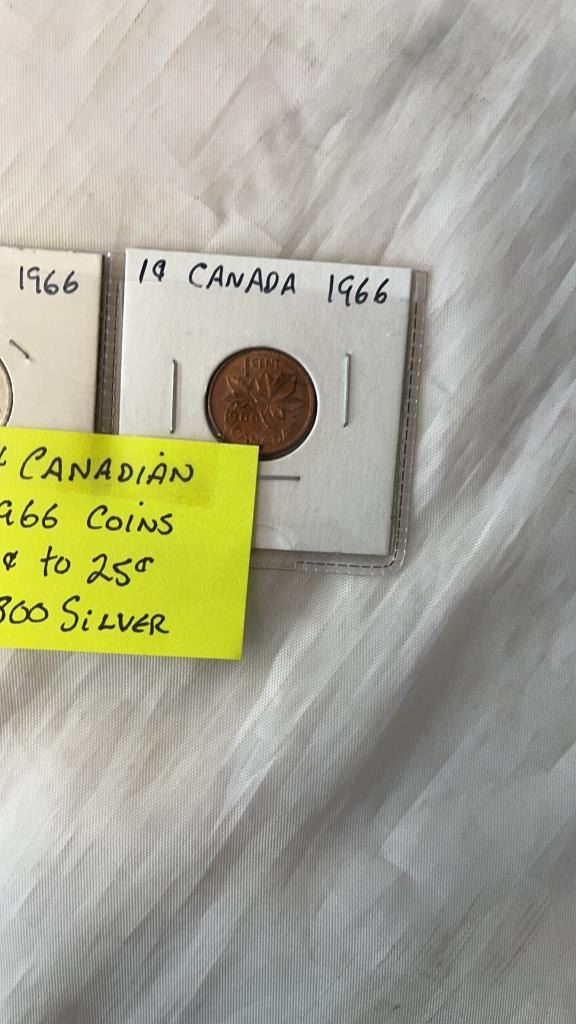 1966
1¢ CANADA 1966
1 CENT
1966
CANADA
CANADIAN
966 COINS
¢ to 25¢
800 SILVER